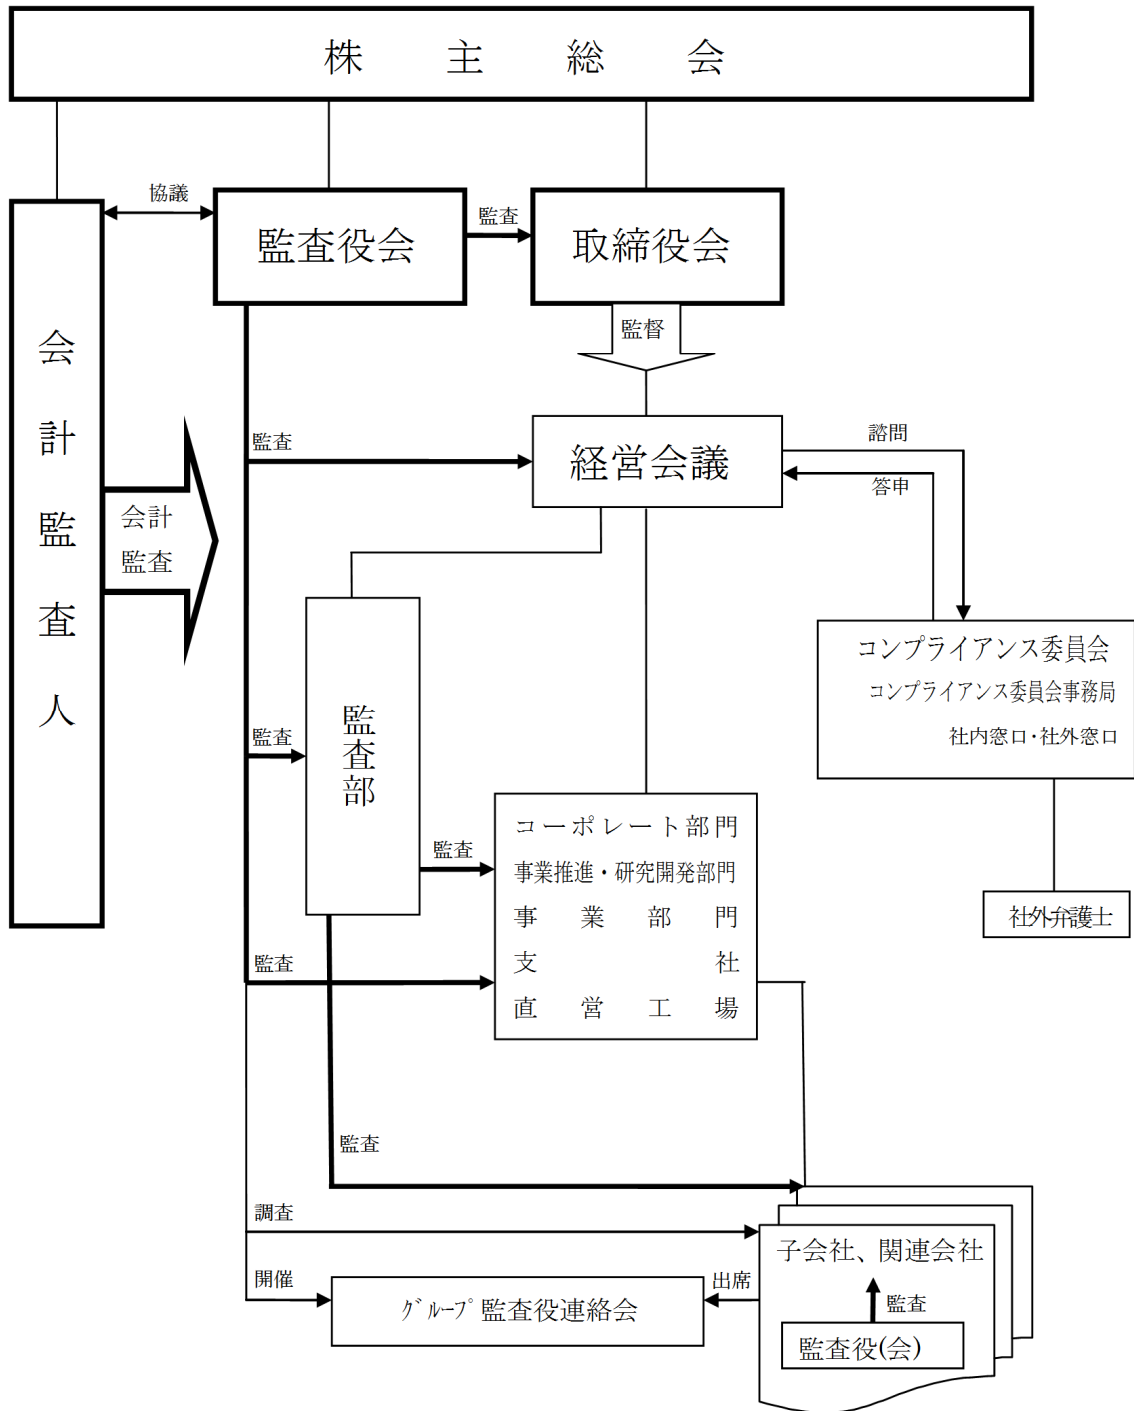 株主総会
協議
監査
監査役会
取締役会
監督
会計監査人
会計
監査
監査
経営会議
諮問
答申
コンプライアンス委員会
コンプライアンス委員会事務局
社内窓口・社外窓口
監査
監査部
監査
コーポレート部門
事業推進・研究開発部門
事業部門
支社
直営工場
社外弁護士
監査
監査
調査
子会社、関連会社
開催
グループ監査役連絡会
出席
監査
監査役(会)